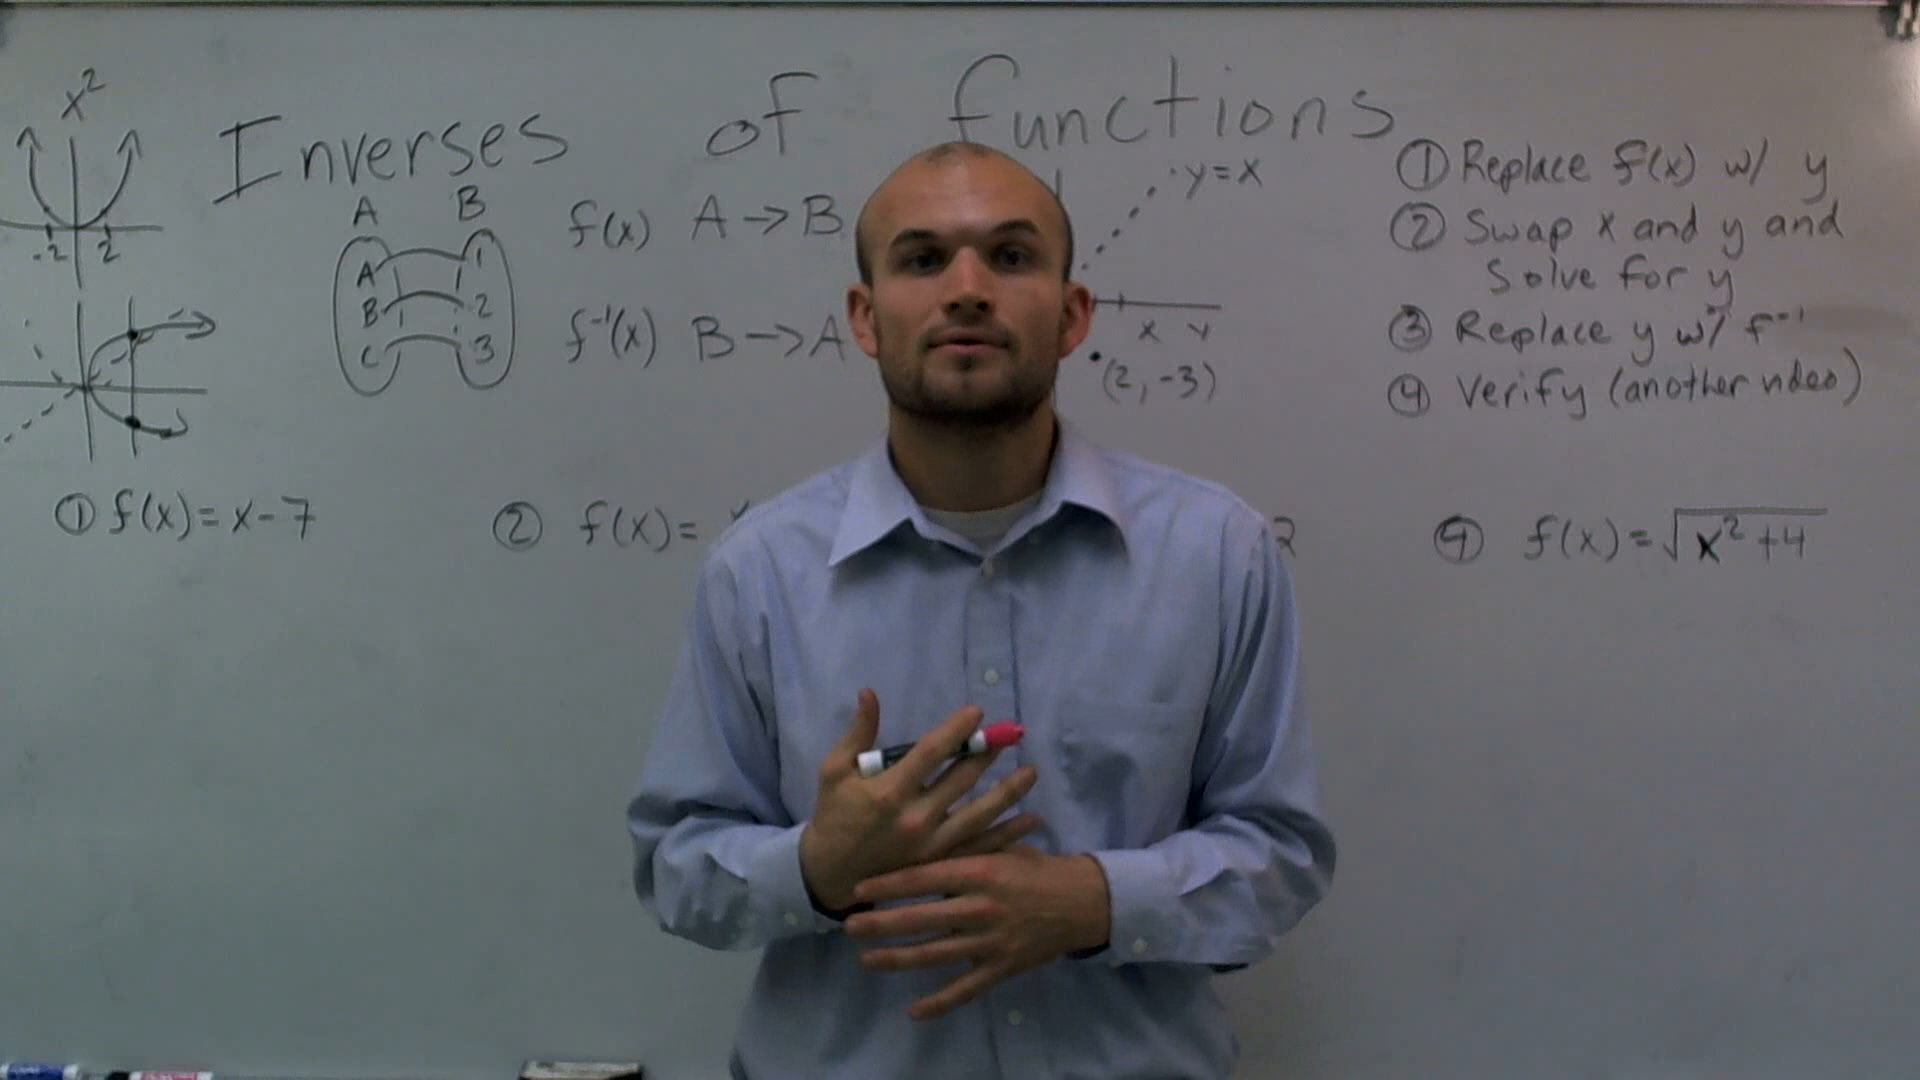 Inverses of functions
x²
-2 2
A B
A 1
B 2
C 3
f(x) A → B
f⁻¹(x) B → A
y=x
(2, -3)
① Replace f(x) w/ y
② Swap x and y and
solve for y
③ Replace y w/ f⁻¹
④ Verify (another video)
① f(x) = x - 7
② f(x) =
2
④ f(x) = √x² + 4